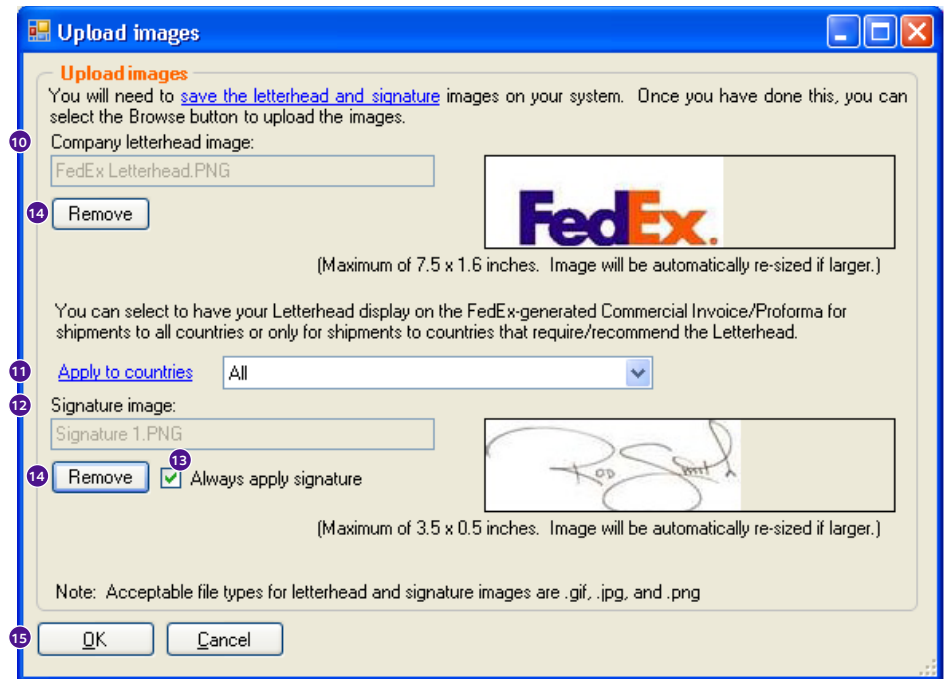 Upload images
Upload images
You will need to save the letterhead and signature images on your system. Once you have done this, you can
select the Browse button to upload the images.
10 Company letterhead image:
FedEx Letterhead.PNG
FedEx.
14 Remove
(Maximum of 7.5 x 1.6 inches. Image will be automatically re-sized if larger.)
You can select to have your Letterhead display on the FedEx-generated Commercial Invoice/Proforma for
shipments to all countries or only for shipments to countries that require/recommend the Letterhead.
11 Apply to countries All
12 Signature image:
Signature 1.PNG
Rod Smith
13
14 Remove Always apply signature
(Maximum of 3.5 x 0.5 inches. Image will be automatically re-sized if larger.)
Note: Acceptable file types for letterhead and signature images are .gif, .jpg, and .png
15 OK Cancel